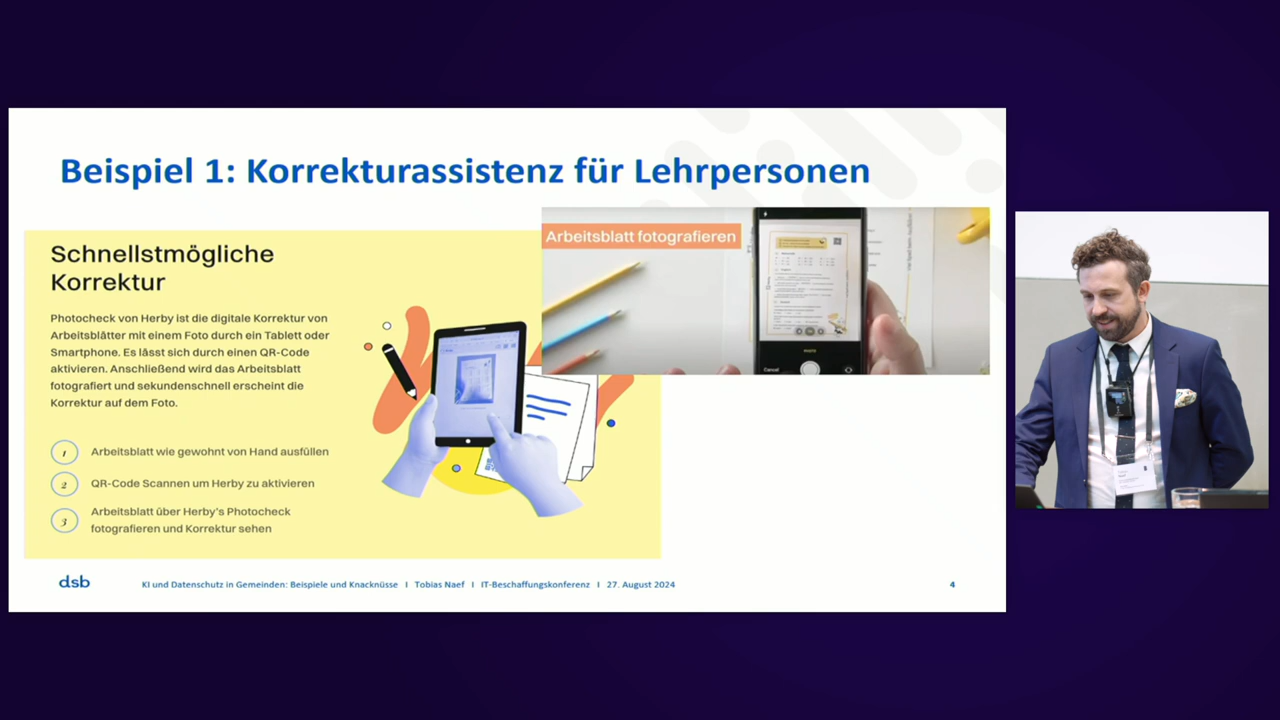 Beispiel 1: Korrekturassistenz für Lehrpersonen
Schnellstmögliche
Korrektur
Photocheck von Herby ist die digitale Korrektur von
Arbeitsblätter mit einem Foto durch ein Tablett oder
Smartphone. Es lässt sich durch einen QR-Code
aktivieren. Anschließend wird das Arbeitsblatt
fotografiert und sekundenschnell erscheint die
Korrektur auf dem Foto.
1 Arbeitsblatt wie gewohnt von Hand ausfüllen
2 QR-Code Scannen um Herby zu aktivieren
3 Arbeitsblatt über Herby's Photocheck
fotografieren und Korrektur sehen
Arbeitsblatt fotografieren
Cancel
dsb
KI und Datenschutz in Gemeinden: Beispiele und Knacknüsse I Tobias Naef I IT-Beschaffungskonferenz I 27. August 2024
4